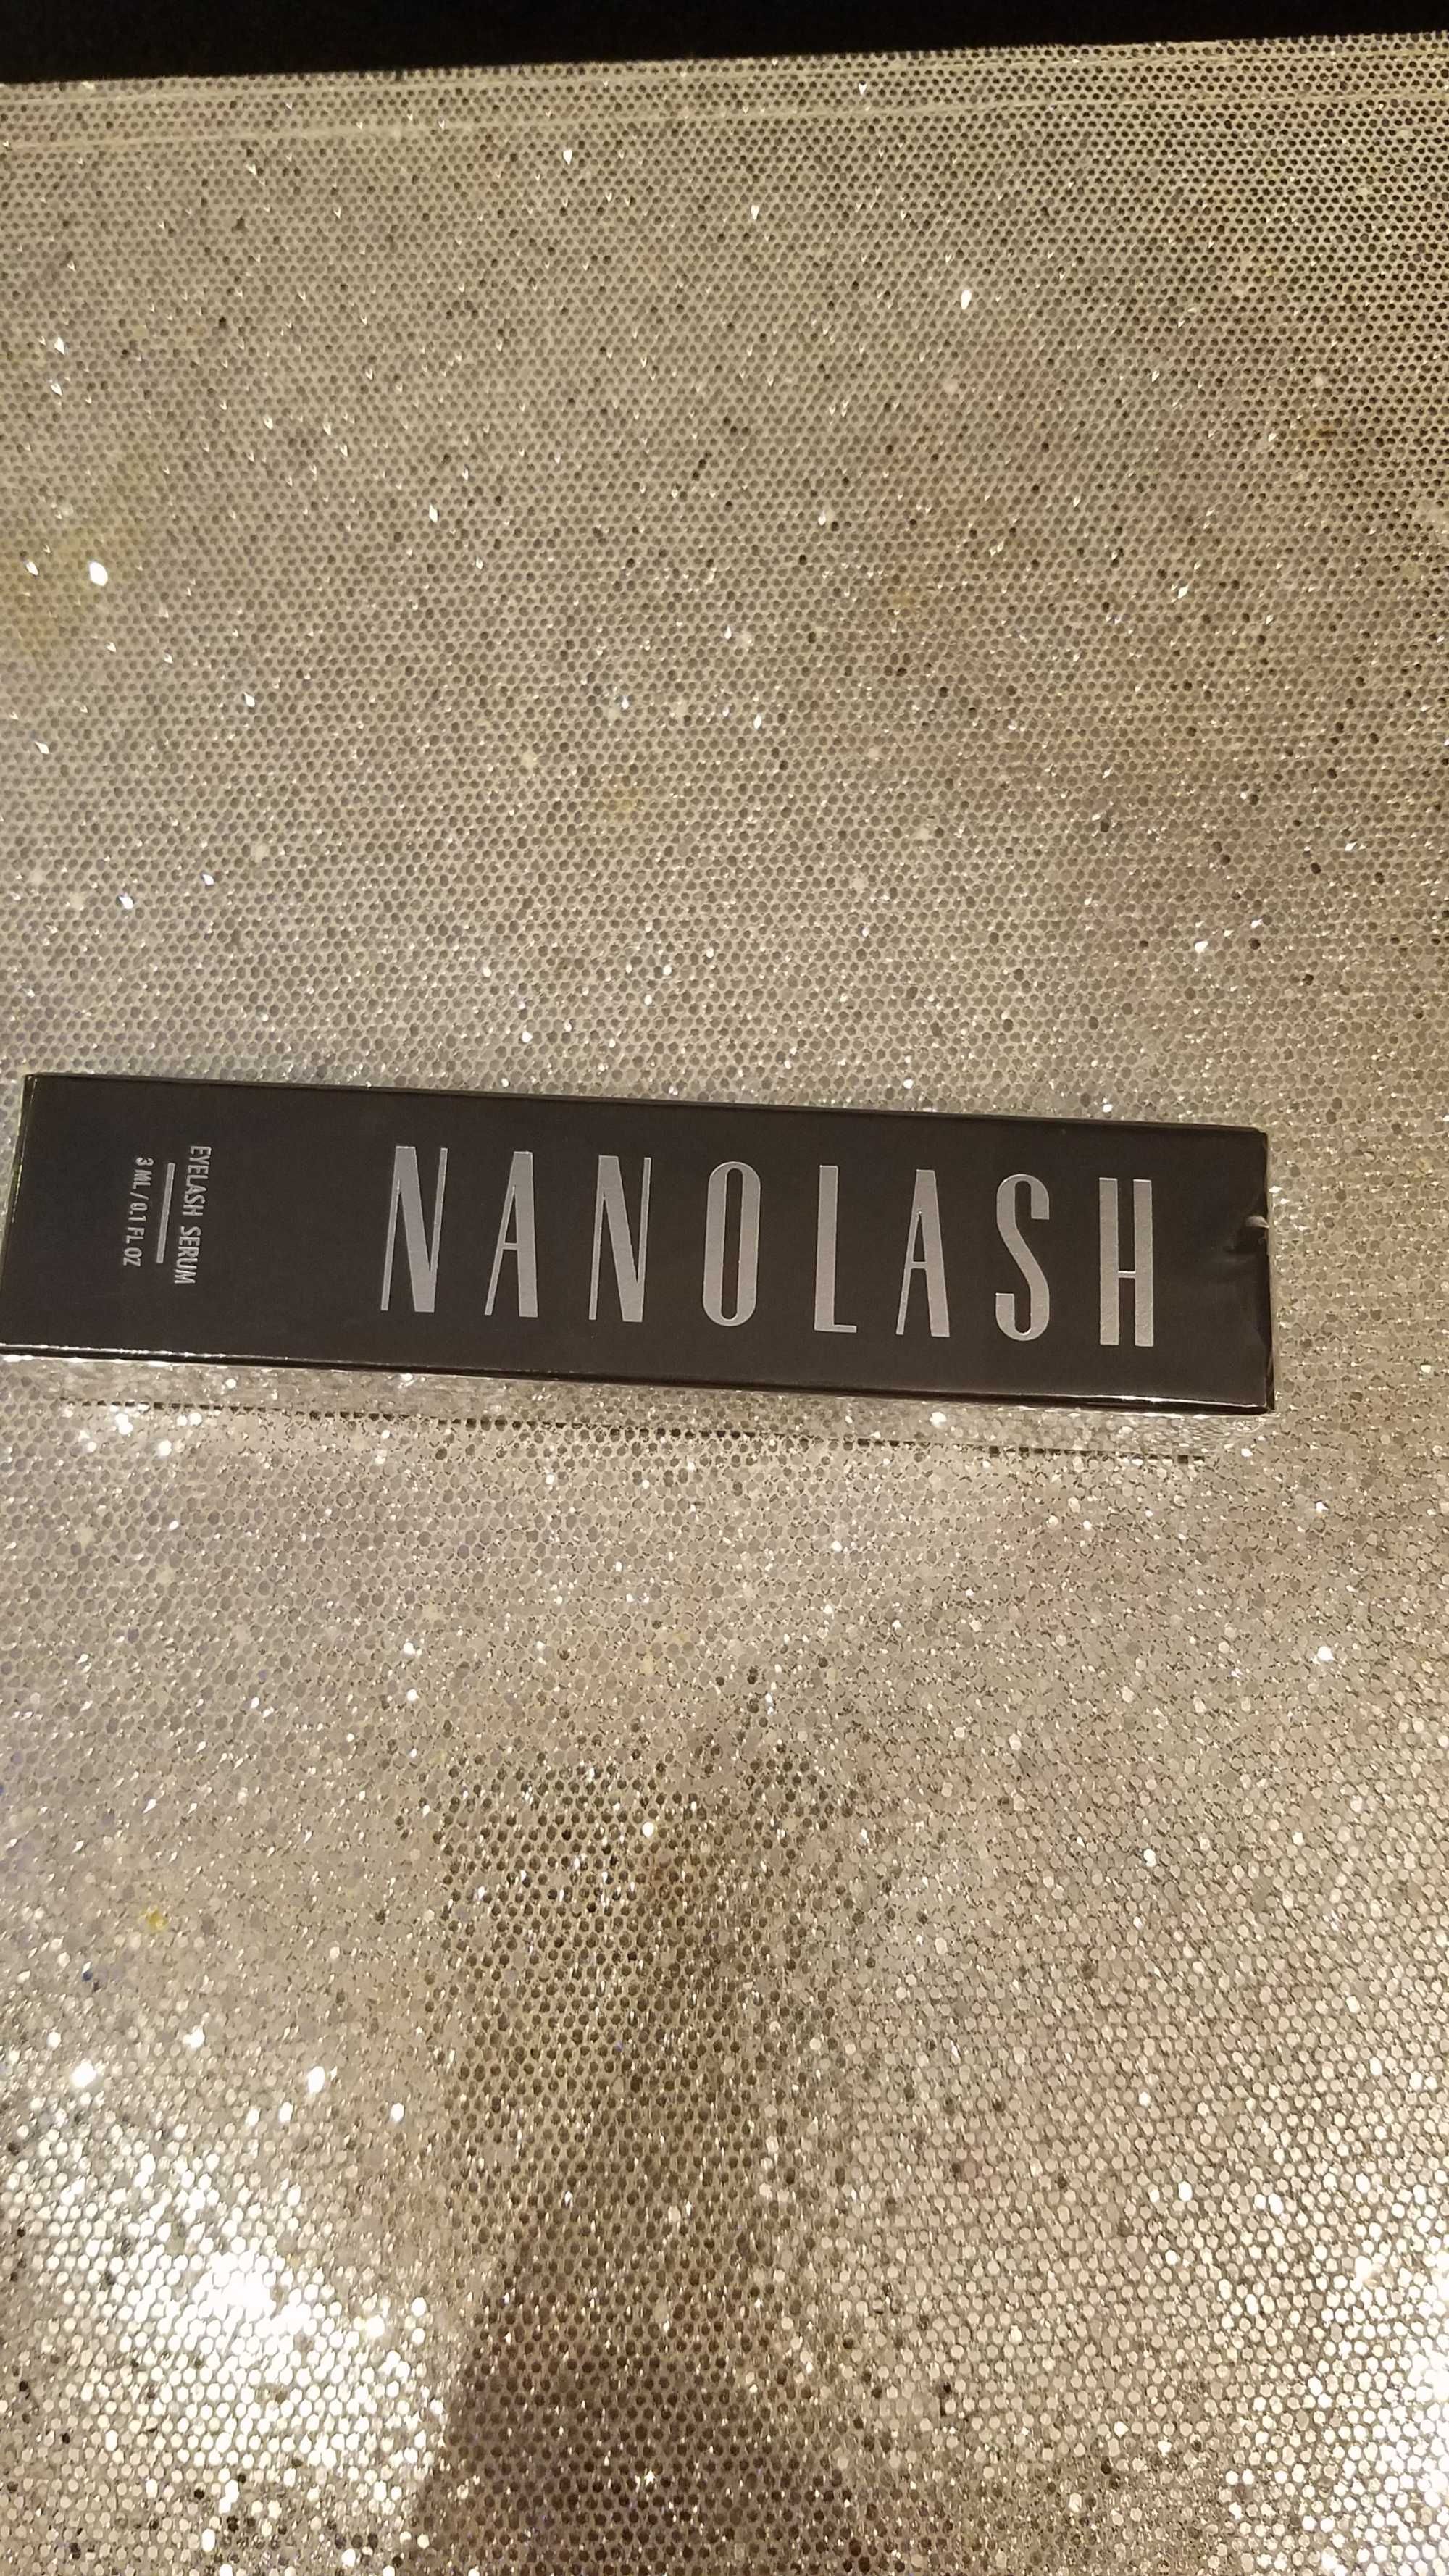 NANOLASH
EYELASH SERUM
3 ML / 0.1 FL OZ